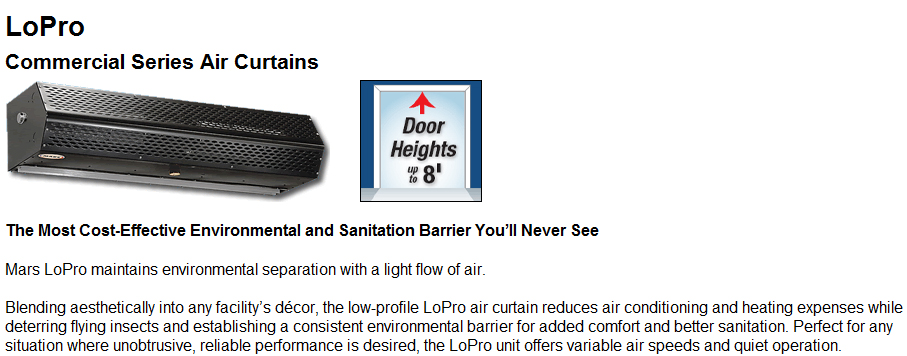 LoPro
Commercial Series Air Curtains
Door
Heights
up
to 8'
The Most Cost-Effective Environmental and Sanitation Barrier You’ll Never See
Mars LoPro maintains environmental separation with a light flow of air.
Blending aesthetically into any facility’s décor, the low-profile LoPro air curtain reduces air conditioning and heating expenses while
deterring flying insects and establishing a consistent environmental barrier for added comfort and better sanitation. Perfect for any
situation where unobtrusive, reliable performance is desired, the LoPro unit offers variable air speeds and quiet operation.